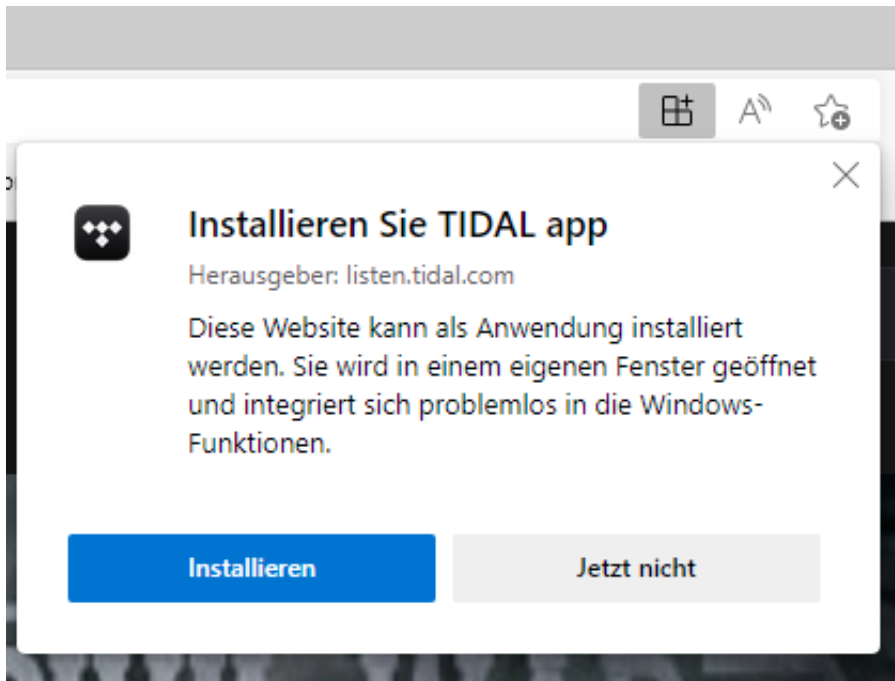 Installieren Sie TIDAL app
Herausgeber: listen.tidal.com
Diese Website kann als Anwendung installiert
werden. Sie wird in einem eigenen Fenster geöffnet
und integriert sich problemlos in die Windows-
Funktionen.
Installieren
Jetzt nicht